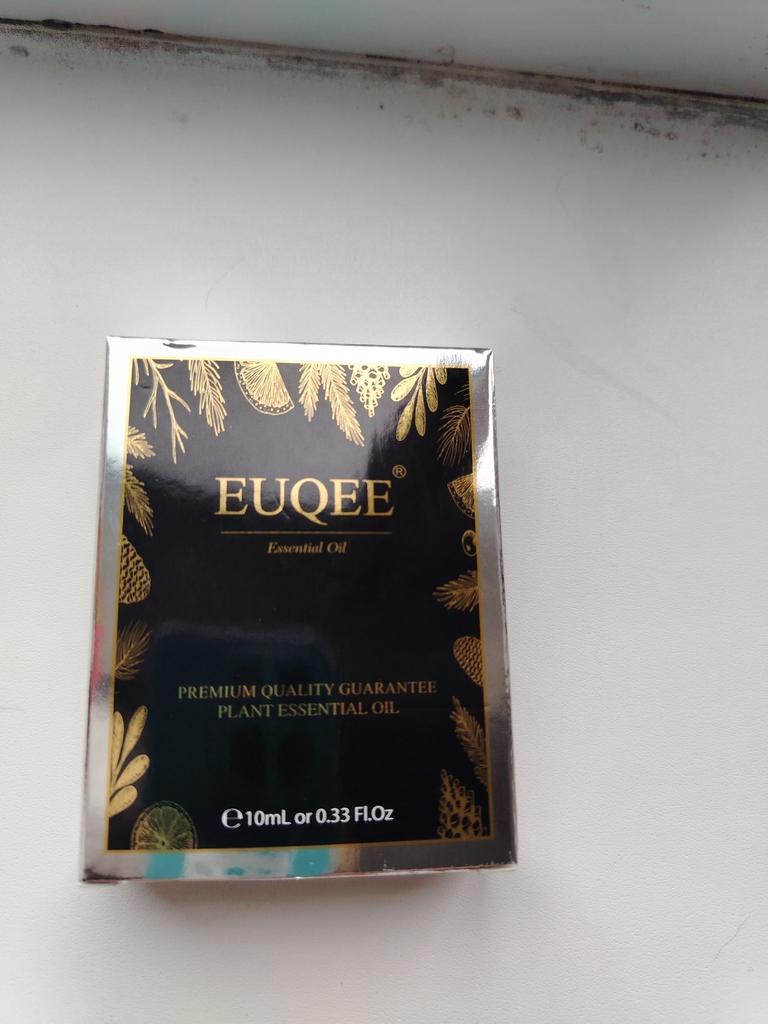 EUQEE®
Essential Oil
PREMIUM QUALITY GUARANTEE
PLANT ESSENTIAL OIL
℮10mL or 0.33 Fl.Oz